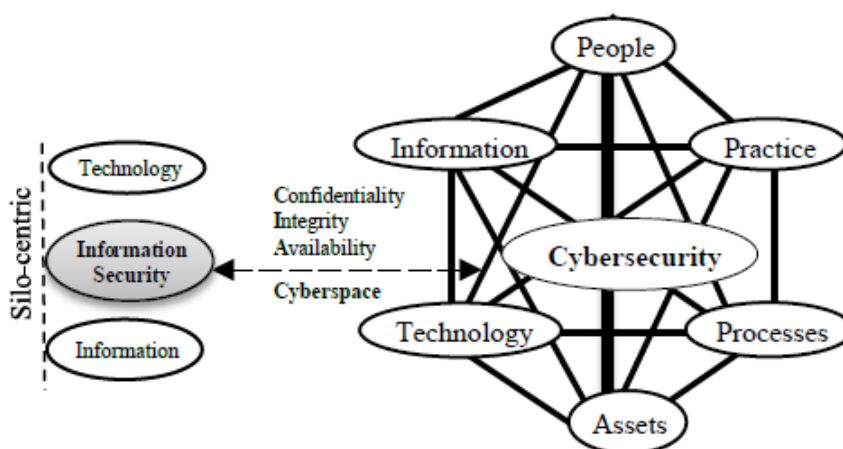 Silo-centric
Technology
Information
Security
Information
Confidentiality
Integrity
Availability
Cyberspace
People
Information
Practice
Cybersecurity
Technology
Processes
Assets